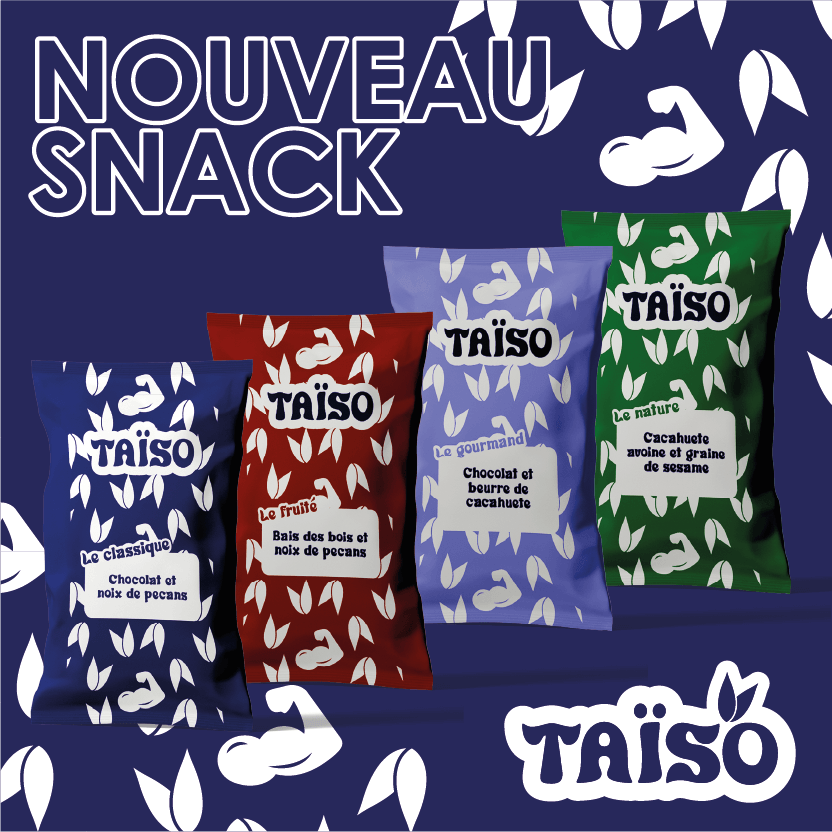 NOUVEAU
SNACK
TAÏSO
Le classique
Chocolat et
noix de pecans
TAÏSO
Le fruité
Bais des bois et
noix de pecans
TAÏSO
Le gourmand
Chocolat et
beurre de
cacahuete
TAÏSO
Le nature
Cacahuete
avoine et graine
de sesame
TAÏSO